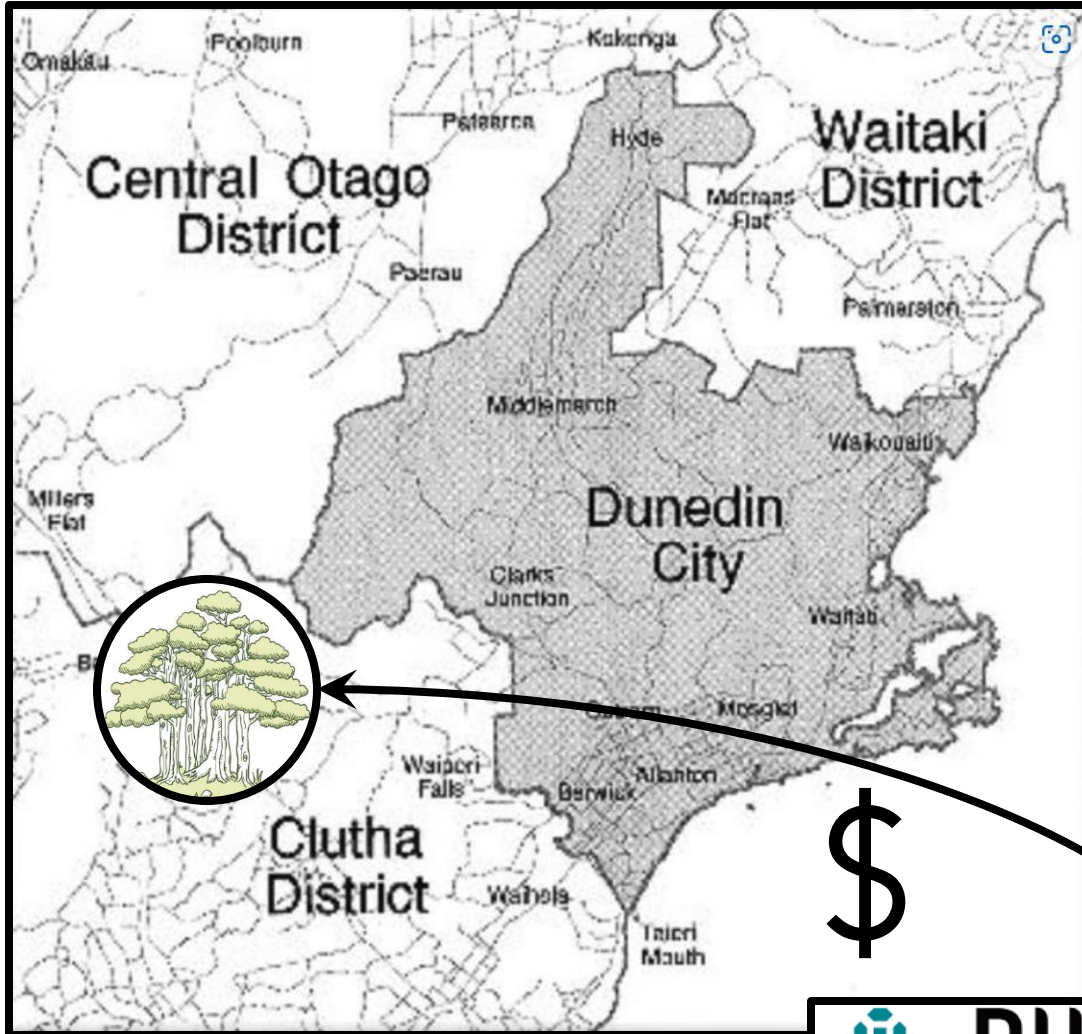 Omakau
Poolburn
Kokonga
Patearoa
Hyde
Waitaki
District
Central Otago
District
Macraes
Flat
Paerau
Palmerston
Middlemarch
Waikouaiti
Millers
Flat
Dunedin
City
Clarks
Junction
Waitati
Mosgiel
Waipori
Falls
Allanton
Berwick
$
Clutha
District
Waihola
Taieri
Mouth